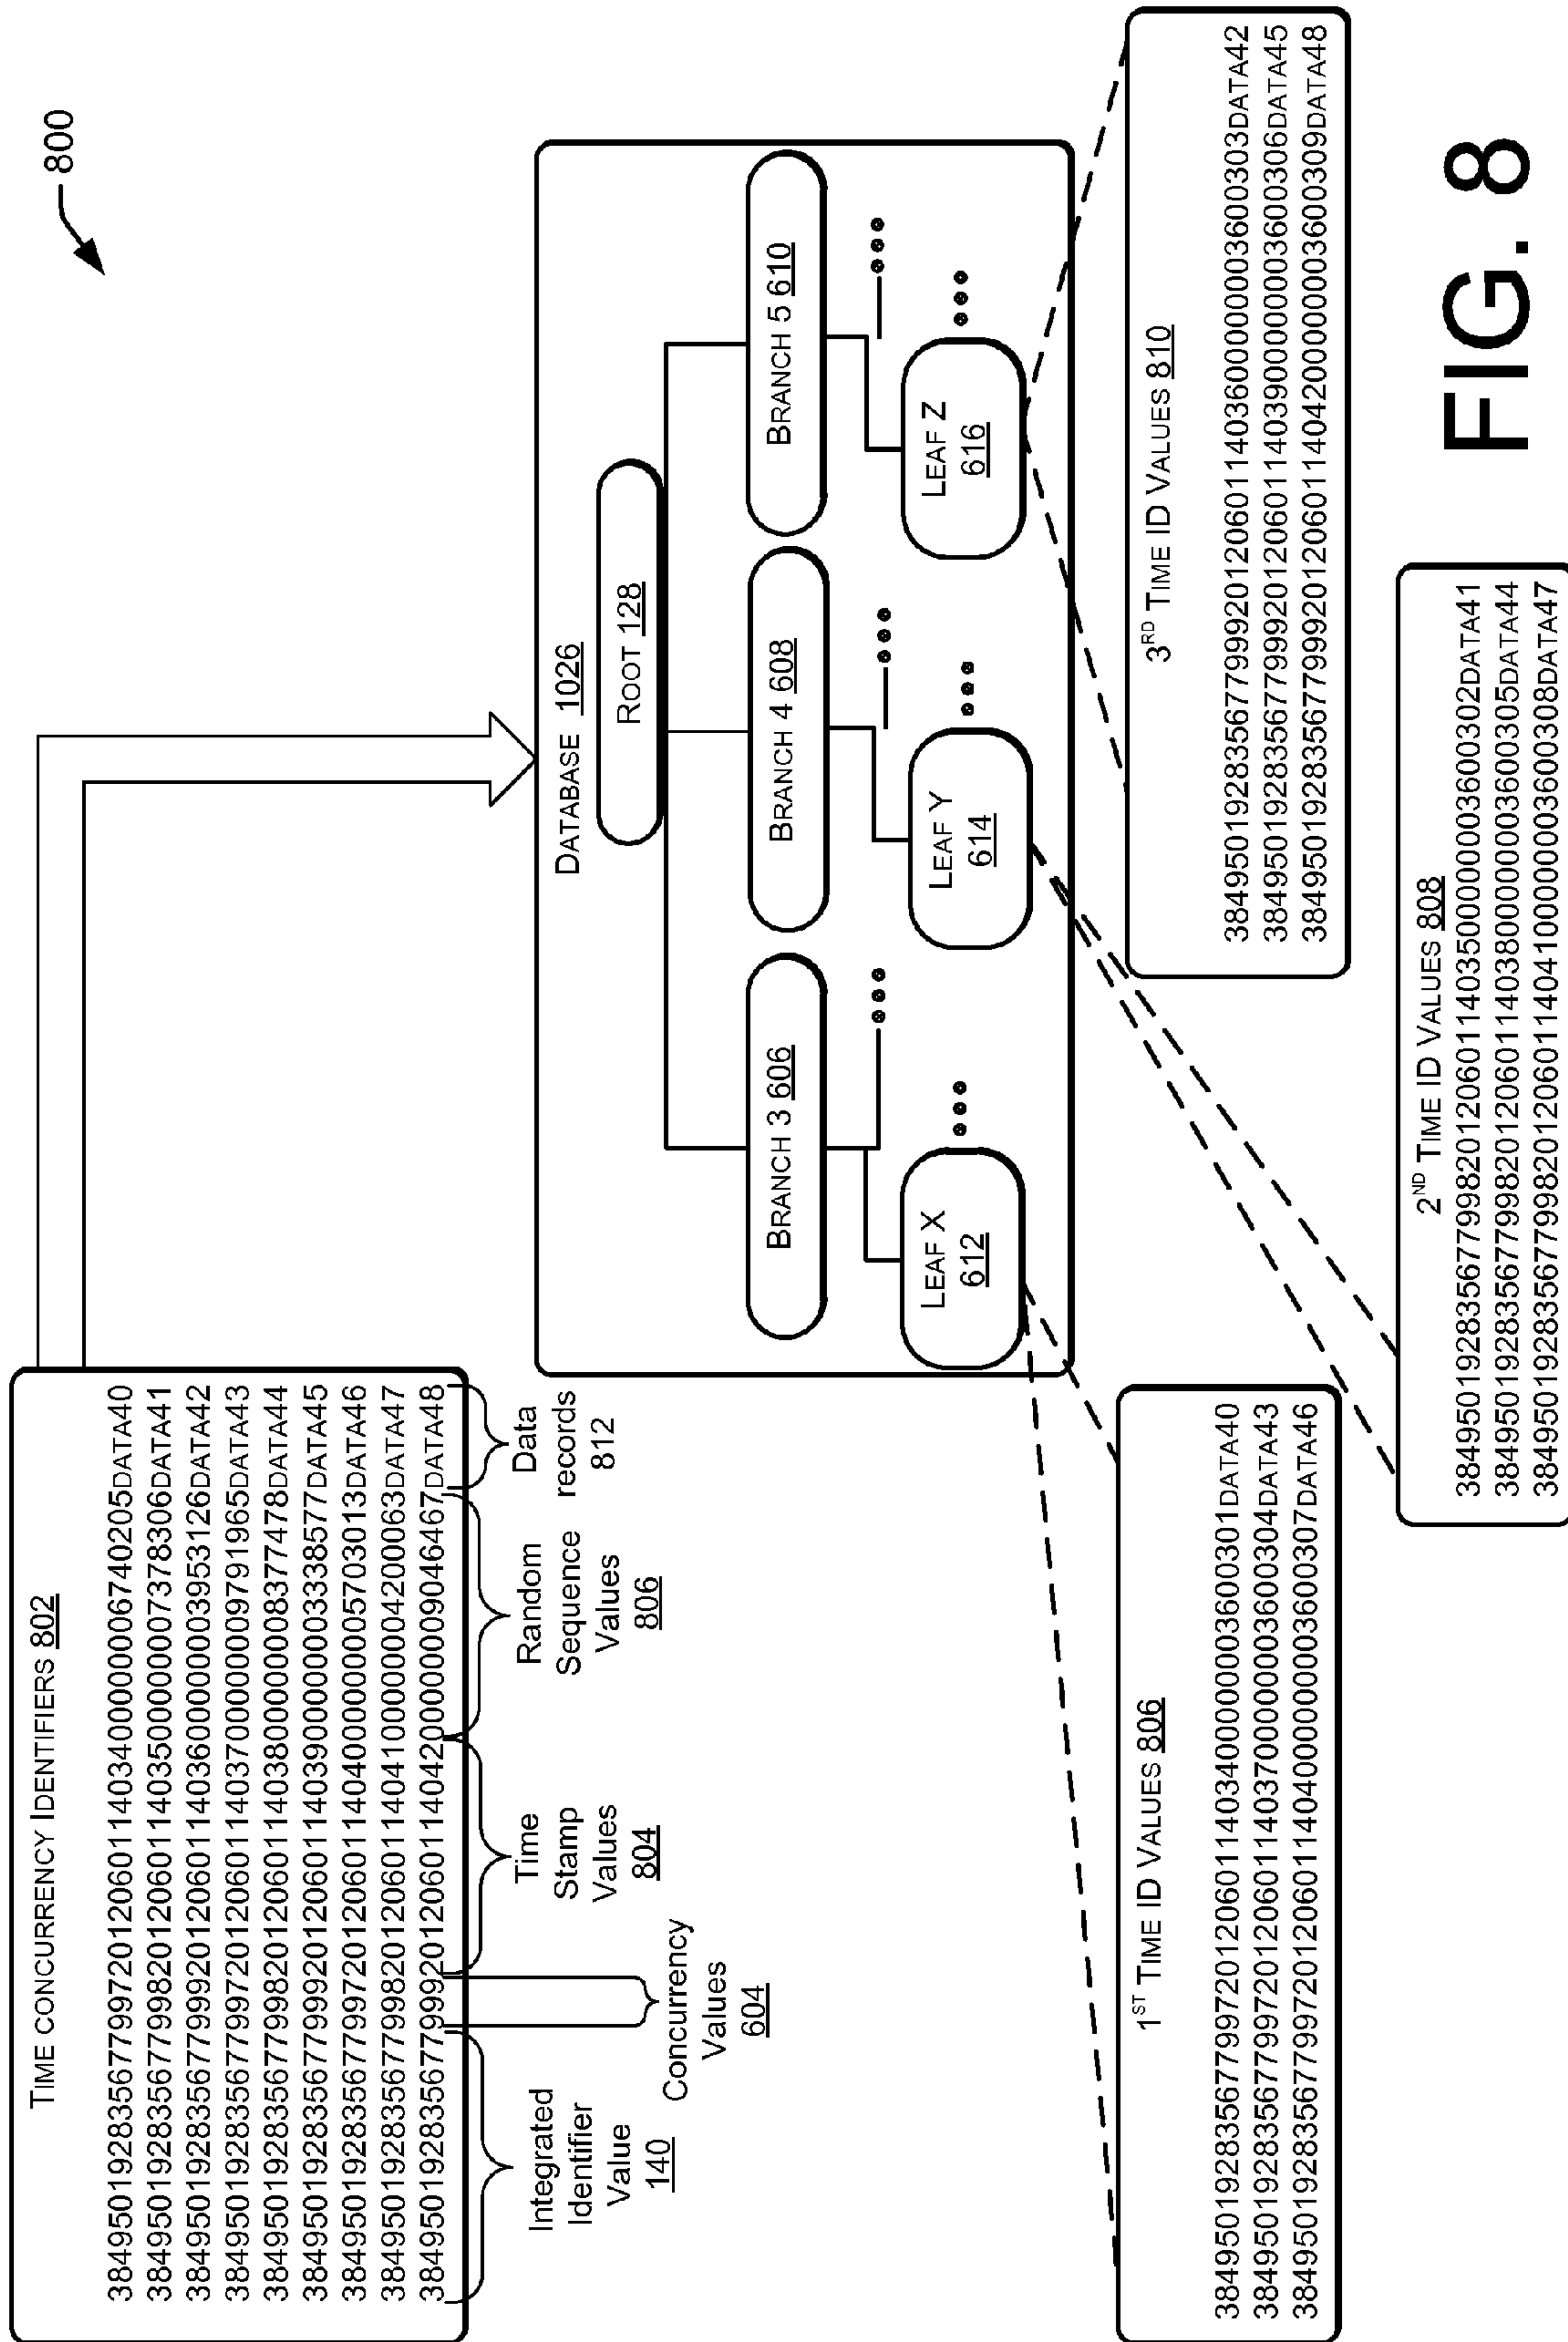 800
TIME CONCURRENCY IDENTIFIERS 802
384950192835677997201206011403400000006740205DATA40
384950192835677998201206011403500000007378306DATA41
384950192835677999201206011403600000003953126DATA42
384950192835677997201206011403700000009791965DATA43
384950192835677998201206011403800000008377478DATA44
384950192835677999201206011403900000003338577DATA45
384950192835677997201206011404000000005703013DATA46
384950192835677998201206011404100000004200063DATA47
384950192835677999201206011404200000009046467DATA48
Integrated
Identifier
Value
140
Concurrency
Values
604
Time
Stamp
Values
804
Random
Sequence
Values
806
Data
records
812
DATABASE 1026
ROOT 128
BRANCH 3 606
BRANCH 4 608
BRANCH 5 610
LEAF X
612
LEAF Y
614
LEAF Z
616
1ST TIME ID VALUES 806
384950192835677997201206011403400000003600301DATA40
384950192835677997201206011403700000003600304DATA43
384950192835677997201206011404000000003600307DATA46
2ND TIME ID VALUES 808
384950192835677998201206011403500000003600302DATA41
384950192835677998201206011403800000003600305DATA44
384950192835677998201206011404100000003600308DATA47
3RD TIME ID VALUES 810
384950192835677999201206011403600000003600303DATA42
384950192835677999201206011403900000003600306DATA45
384950192835677999201206011404200000003600309DATA48
FIG. 8